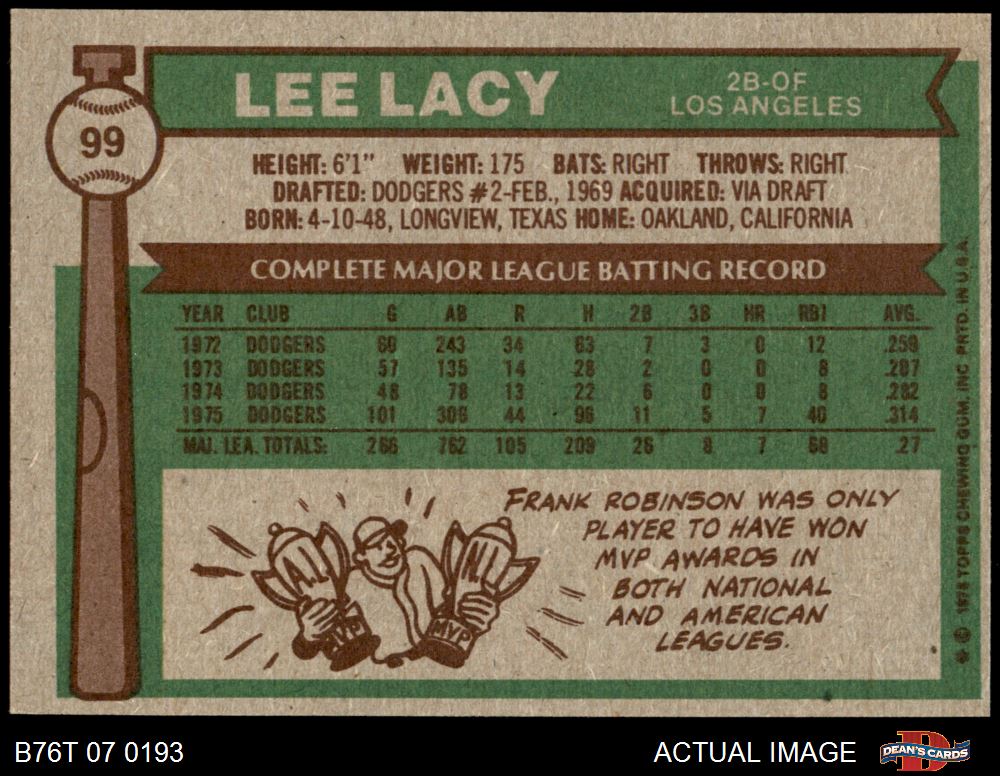 LEE LACY
2B-OF
LOS ANGELES
99
HEIGHT: 6'1" WEIGHT: 175 BATS: RIGHT THROWS: RIGHT
DRAFTED: DODGERS #2-FEB., 1969 ACQUIRED: VIA DRAFT
BORN: 4-10-48, LONGVIEW, TEXAS HOME: OAKLAND, CALIFORNIA
COMPLETE MAJOR LEAGUE BATTING RECORD
YEAR CLUB G AB R H 2B 3B HR RBI AVG.
1972 DODGERS 60 243 34 63 7 3 0 12 .259
1973 DODGERS 57 135 14 28 2 0 0 8 .207
1974 DODGERS 48 78 13 22 6 0 0 8 .282
1975 DODGERS 101 306 44 96 11 5 7 40 .314
MAJ. LEA. TOTALS: 266 762 105 209 26 8 7 68 .27
FRANK ROBINSON WAS ONLY
PLAYER TO HAVE WON
MVP AWARDS IN
BOTH NATIONAL
AND AMERICAN
LEAGUES.
A.L.
N.L.
MVP
MVP
* © 1976 TOPPS CHEWING GUM, INC PRTD. IN U.S.A.
B76T 07 0193
ACTUAL IMAGE
D
DEAN'S CARDS